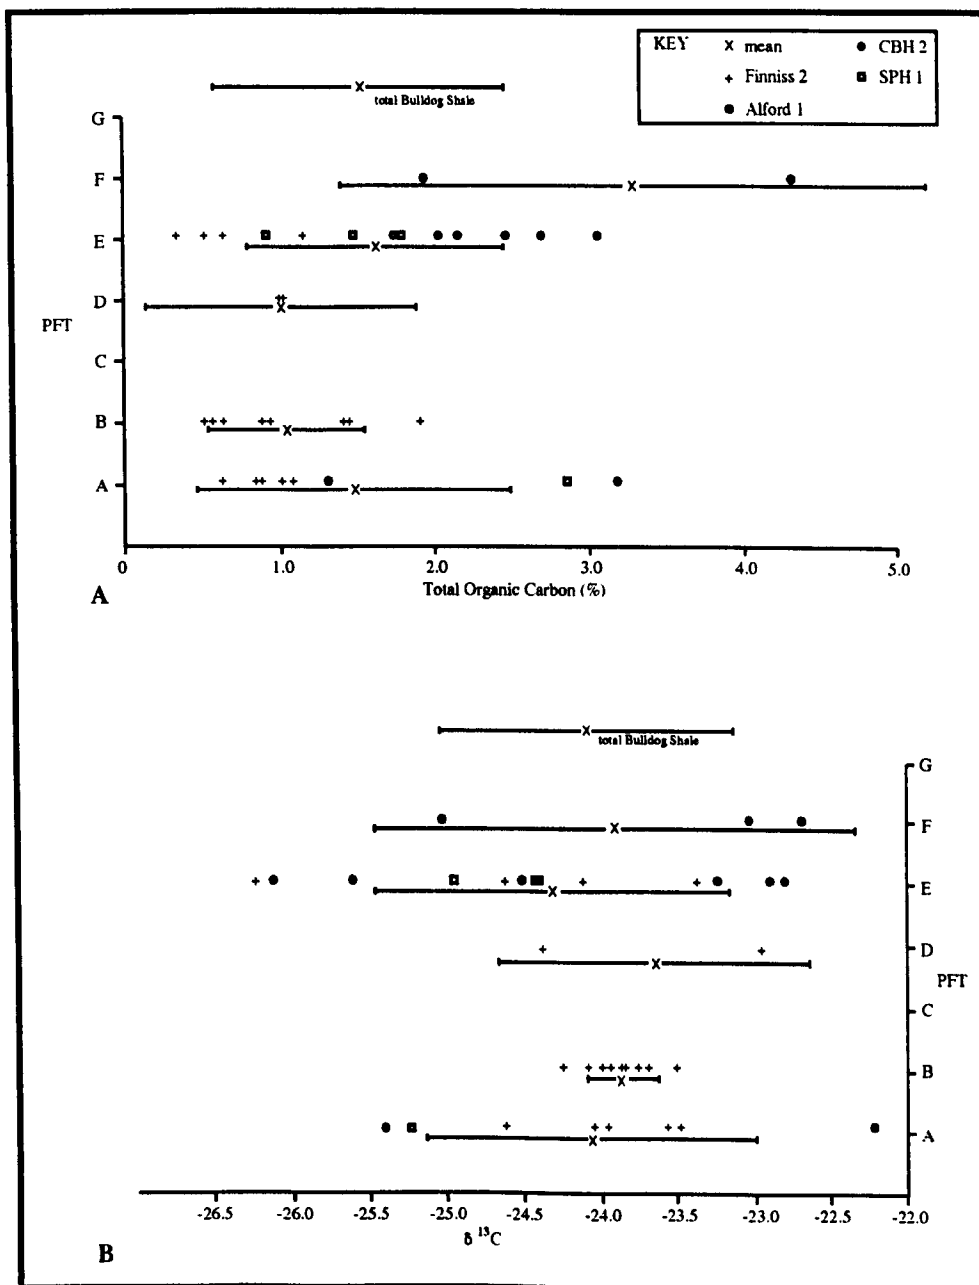 KEY
x mean
● CBH 2
+ Finniss 2
SPH 1
● Alford 1
total Bulldog Shale
G
F
E
D
C
B
A
PFT
0 1.0 2.0 3.0 4.0 5.0
Total Organic Carbon (%)
A
total Bulldog Shale
G
F
E
D
C
B
A
PFT
-26.5 -26.0 -25.5 -25.0 -24.5 -24.0 -23.5 -23.0 -22.5 -22.0
δ ¹³C
B